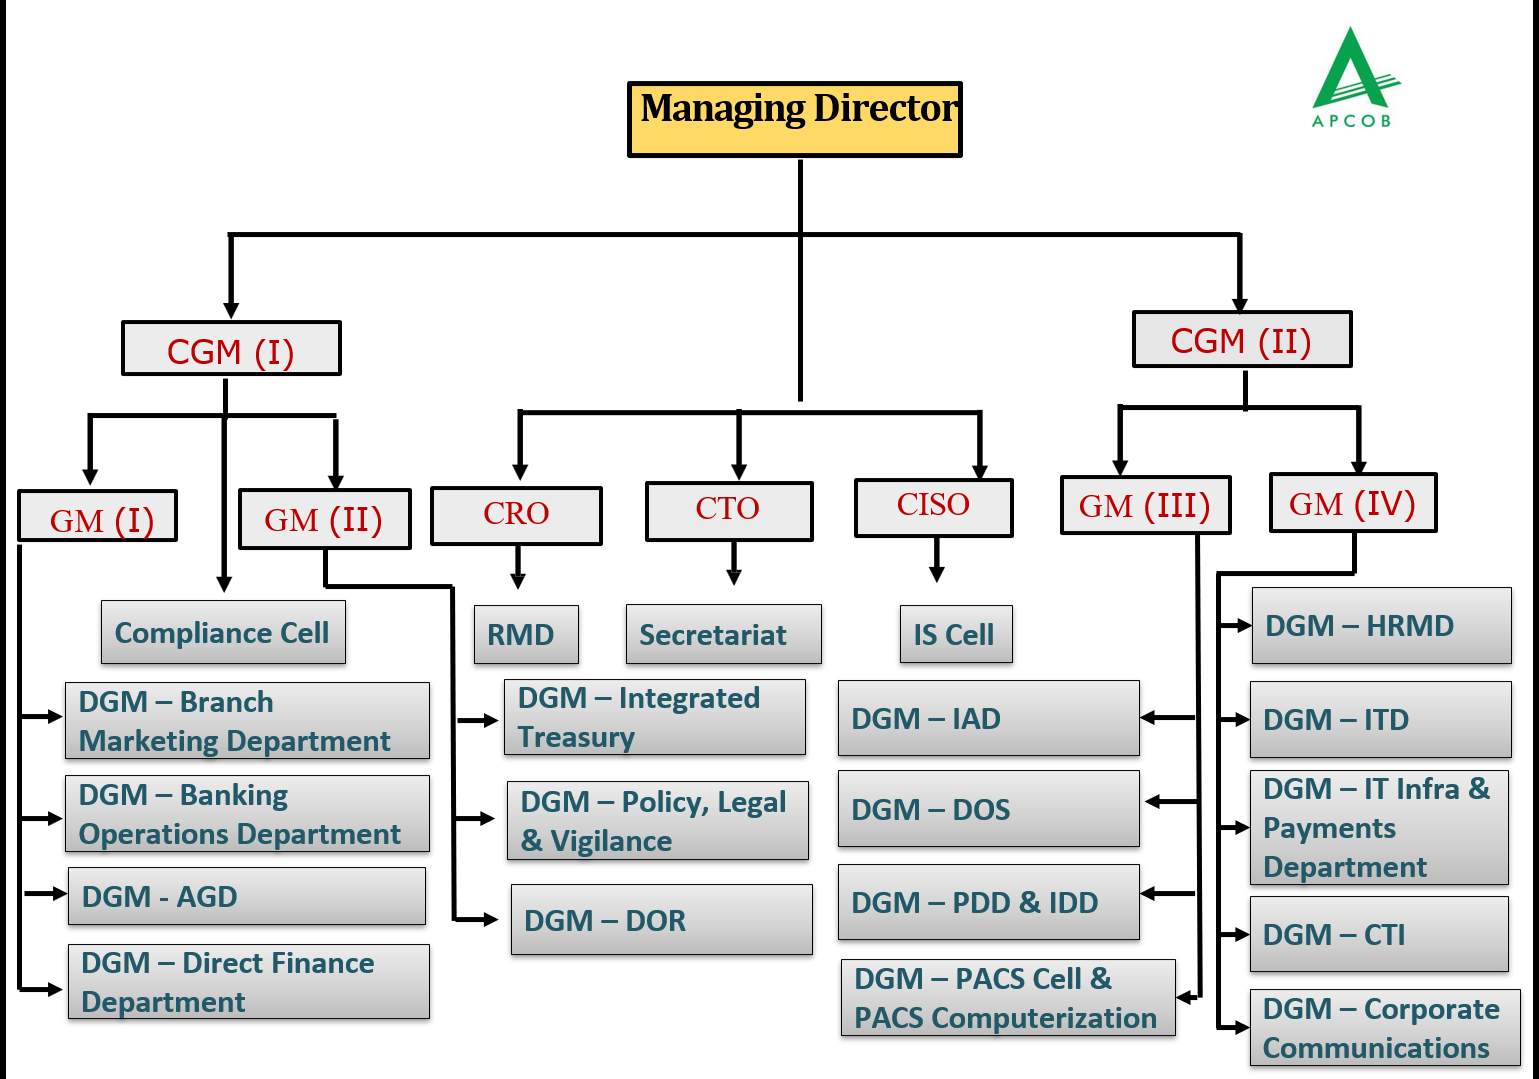 Managing Director
APCOB
CGM (I)
CGM (II)
GM (I)
GM (II)
CRO
CTO
CISO
GM (III)
GM (IV)
Compliance Cell
RMD
Secretariat
IS Cell
DGM – Branch
Marketing Department
DGM – Banking
Operations Department
DGM - AGD
DGM – Direct Finance
Department
DGM – Integrated
Treasury
DGM – Policy, Legal
& Vigilance
DGM – DOR
DGM – IAD
DGM – DOS
DGM – PDD & IDD
DGM – PACS Cell &
PACS Computerization
DGM – HRMD
DGM – ITD
DGM – IT Infra &
Payments
Department
DGM – CTI
DGM – Corporate
Communications